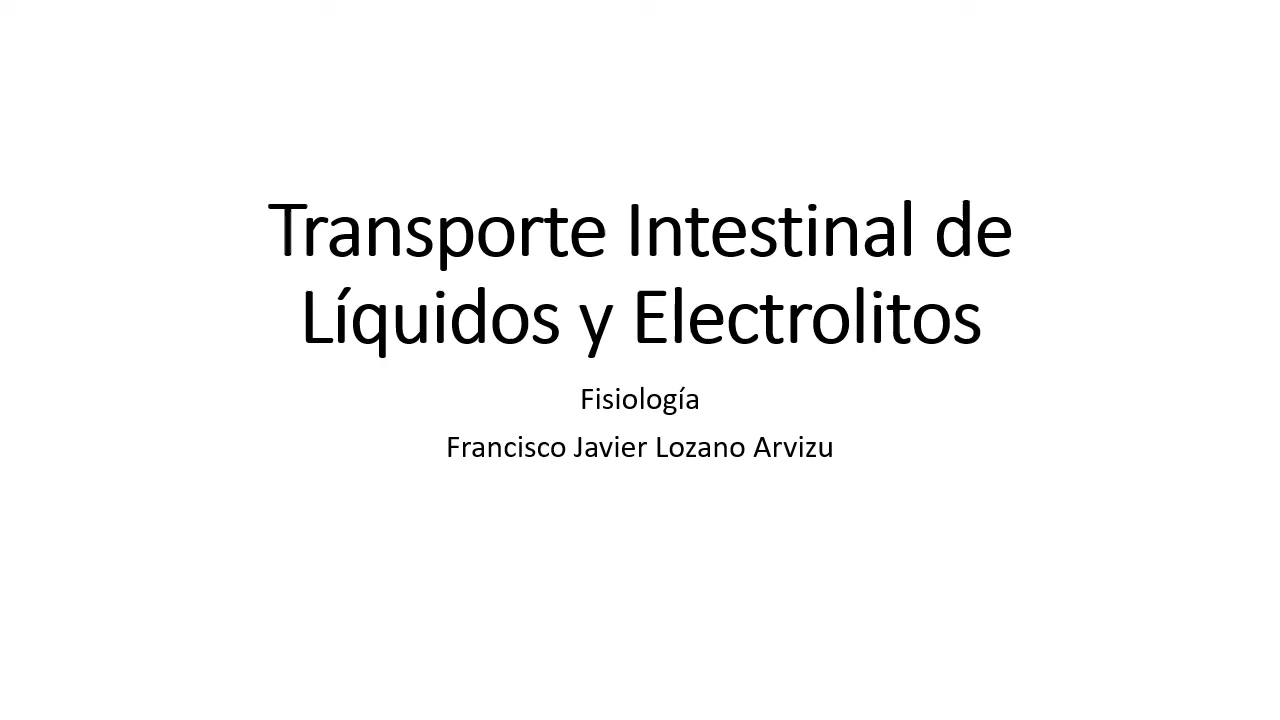 Transporte Intestinal de
Líquidos y Electrolitos
Fisiología
Francisco Javier Lozano Arvizu